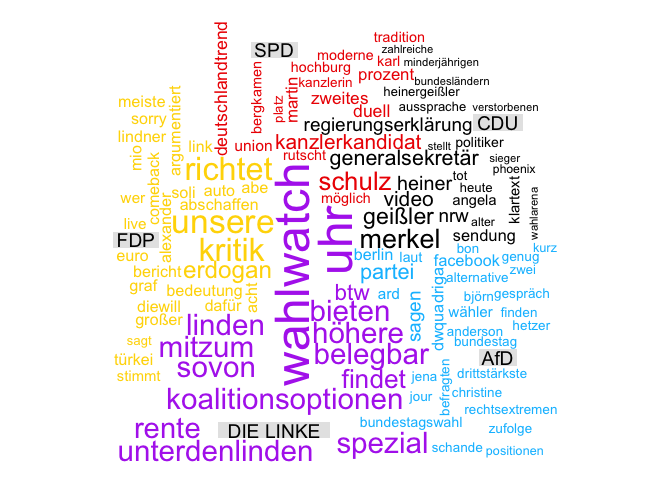 tradition
SPD
zahlreiche
moderne
karl
minderjährigen
hochburg
prozent
kanzlerin
bundesländern
heinergeißler
deutschlandtrend
bergkamen
platz
martin
zweites
duell
aussprache
verstorbenen
regierungserklärung
CDU
meiste
sorry
argumentiert
lindner
link
union
kanzlerkandidat
stellt
politiker
mio
rutscht
generalsekretär
sieger
phoenix
richtet
schulz
heiner
tot
heute
comeback
soli
auto
abe
möglich
video
angela
klartext
wer
abschaffen
wahlwatch
uhr
geißler
nrw
alter
wahlarena
live
alexander
unsere
merkel
sendung
FDP
kritik
berlin
laut
bon
kurz
euro
facebook
genug
bericht
erdogan
partei
dwquadriga
alternative
zwei
graf
bedeutung
acht
btw
ard
björn
gespräch
diewill
dafür
bieten
sagen
wähler
finden
großer
linden
höhere
anderson
hetzer
sagt
mitzum
belegbar
bundestag
türkei
sovon
AfD
stimmt
findet
jena
befragten
drittstärkste
koalitionsoptionen
jour
christine
rechtsextremen
rente
DIE LINKE
bundestagswahl
zufolge
unterdenlinden
spezial
schande
positionen